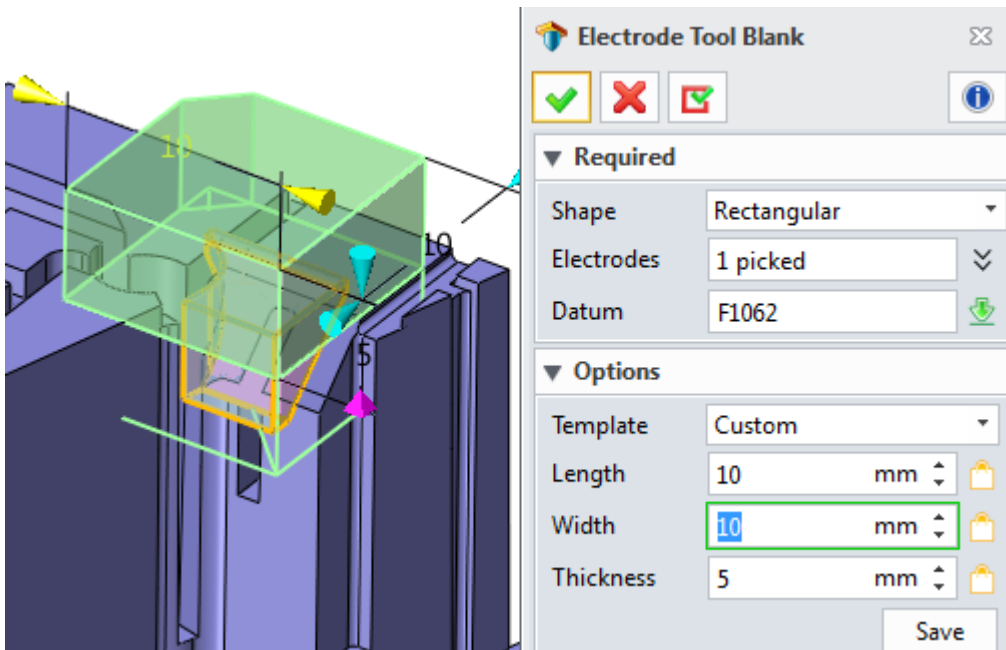 Electrode Tool Blank
Required
Shape Rectangular
Electrodes 1 picked
Datum F1062
Options
Template Custom
Length 10 mm
Width 10 mm
Thickness 5 mm
Save
10
10
5